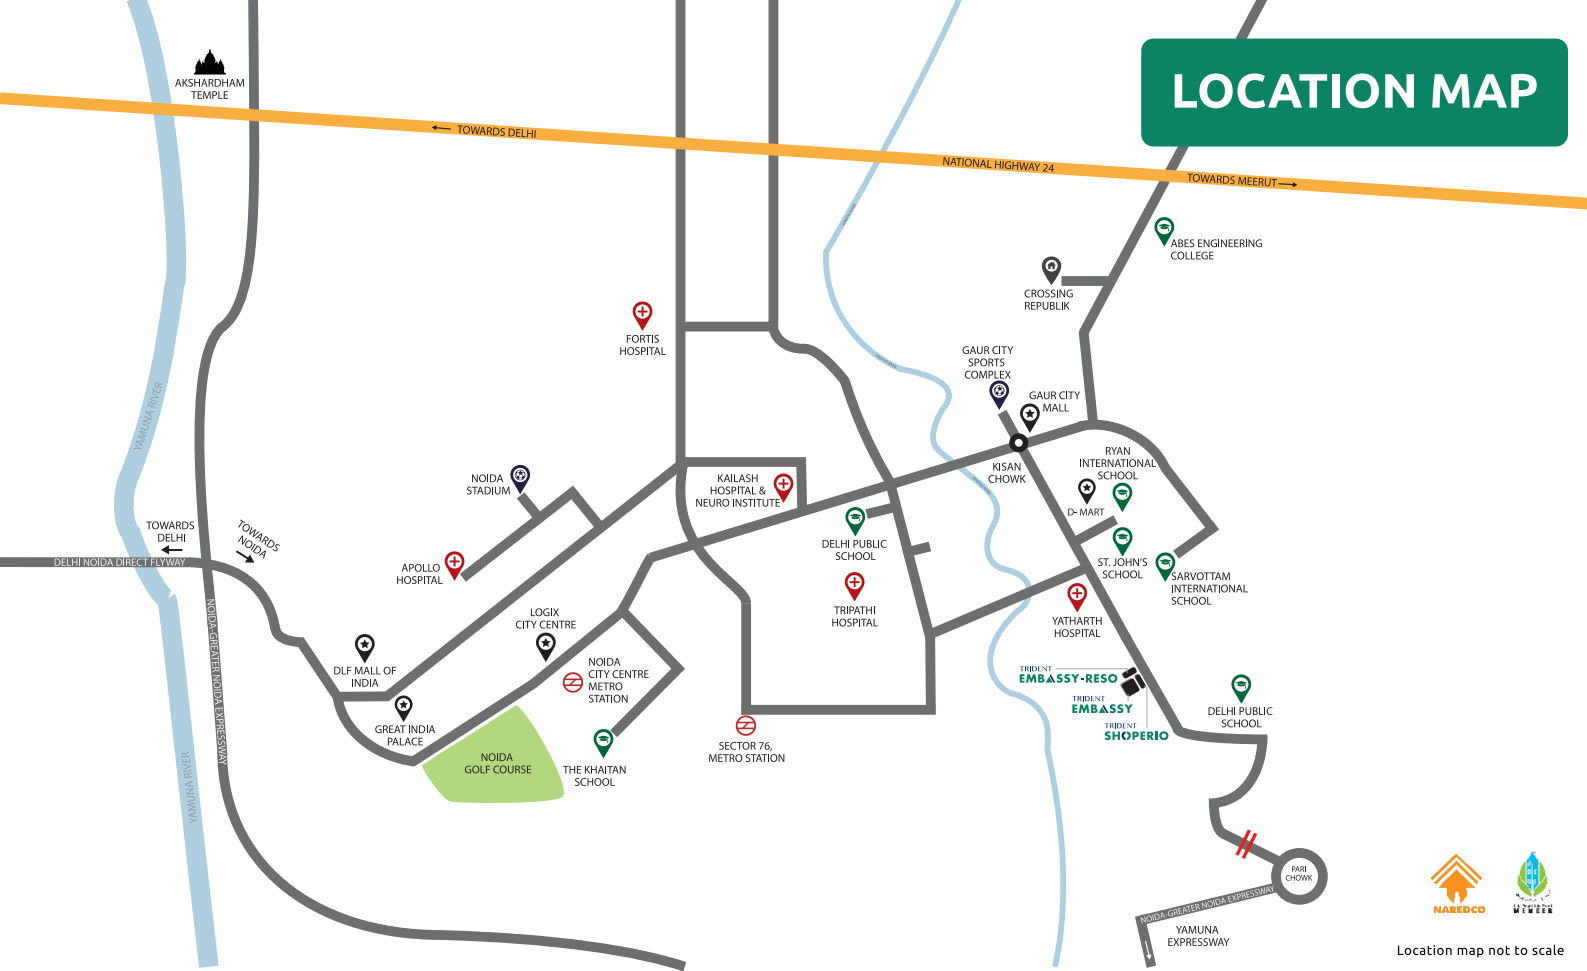 LOCATION MAP
AKSHARDHAM
TEMPLE
TOWARDS DELHI
NATIONAL HIGHWAY 24
TOWARDS MEERUT
ABES ENGINEERING
COLLEGE
CROSSING
REPUBLIK
FORTIS
HOSPITAL
GAUR CITY
SPORTS
COMPLEX
GAUR CITY
MALL
YAMUNA RIVER
KISAN
CHOWK
RYAN
INTERNATIONAL
SCHOOL
NOIDA
STADIUM
KAILASH
HOSPITAL &
NEURO INSTITUTE
D- MART
TOWARDS
DELHI
TOWARDS
NOIDA
DELHI NOIDA DIRECT FLYWAY
DELHI PUBLIC
SCHOOL
APOLLO
HOSPITAL
ST. JOHN'S
SCHOOL
SARVOTTAM
INTERNATIONAL
SCHOOL
TRIPATHI
HOSPITAL
YATHARTH
HOSPITAL
LOGIX
CITY CENTRE
NOIDA-GREATER NOIDA EXPRESSWAY
DLF MALL OF
INDIA
NOIDA
CITY CENTRE
METRO
STATION
TRIDENT
EMBASSY-RESO
TRIDENT
EMBASSY
TRIDENT
SHOPERIO
DELHI PUBLIC
SCHOOL
GREAT INDIA
PALACE
SECTOR 76,
METRO STATION
NOIDA
GOLF COURSE
THE KHAITAN
SCHOOL
YAMUNA RIVER
PARI
CHOWK
NOIDA-GREATER NOIDA EXPRESSWAY
YAMUNA
EXPRESSWAY
NAREDCO
MEMBER
Location map not to scale